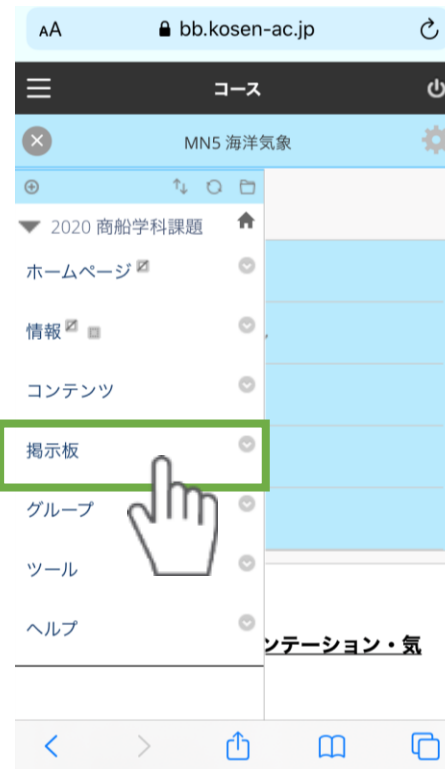 AA bb.kosen-ac.jp
コース
MN5 海洋気象
2020 商船学科課題
ホームページ
情報
コンテンツ
掲示板
グループ
ツール
ヘルプ
ンテーション・気